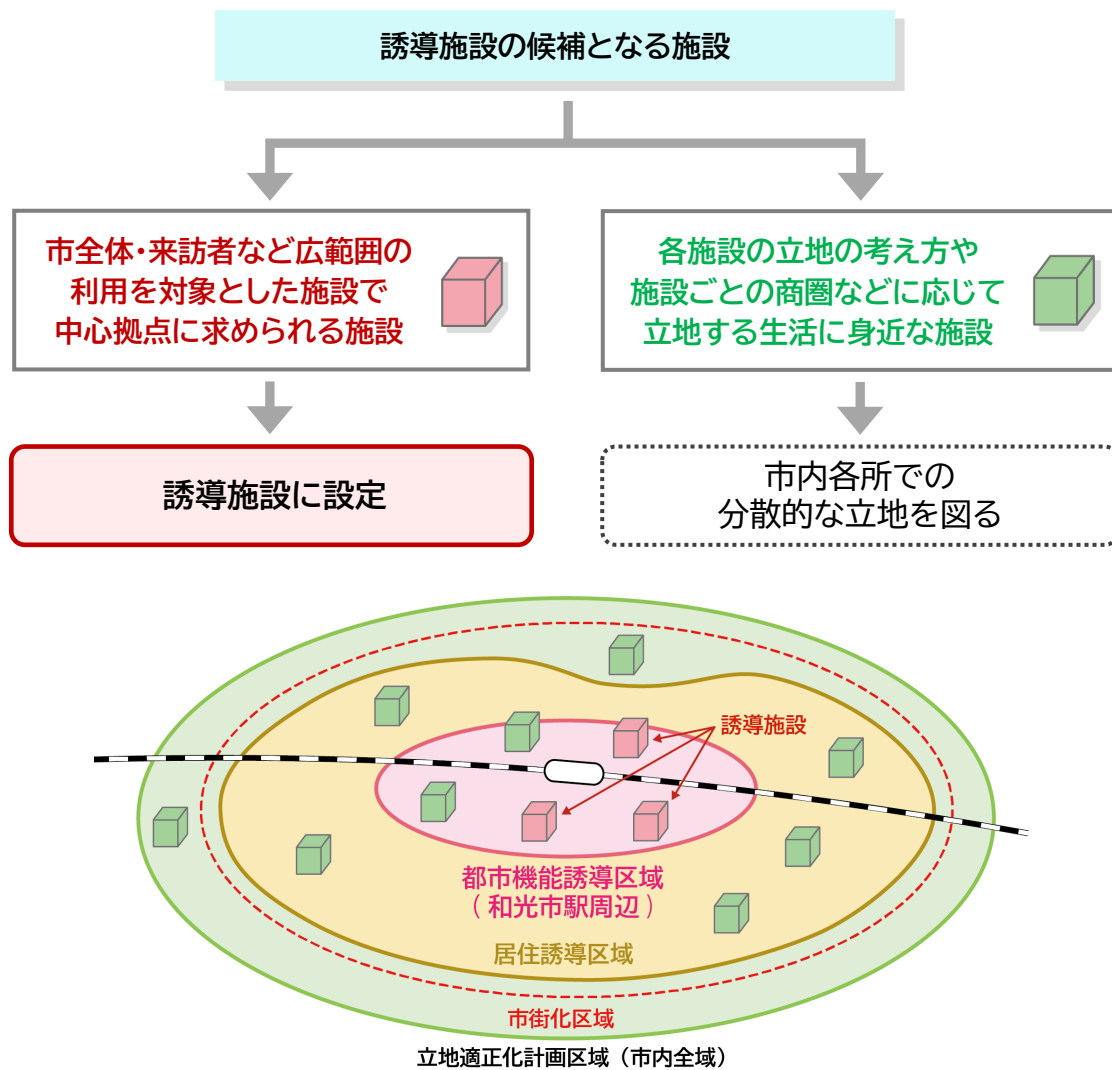 誘導施設の候補となる施設
市全体・来訪者など広範囲の
利用を対象とした施設で
中心拠点に求められる施設
各施設の立地の考え方や
施設ごとの商圏などに応じて
立地する生活に身近な施設
誘導施設に設定
市内各所での
分散的な立地を図る
誘導施設
都市機能誘導区域
(和光市駅周辺)
居住誘導区域
市街化区域
立地適正化計画区域(市内全域)